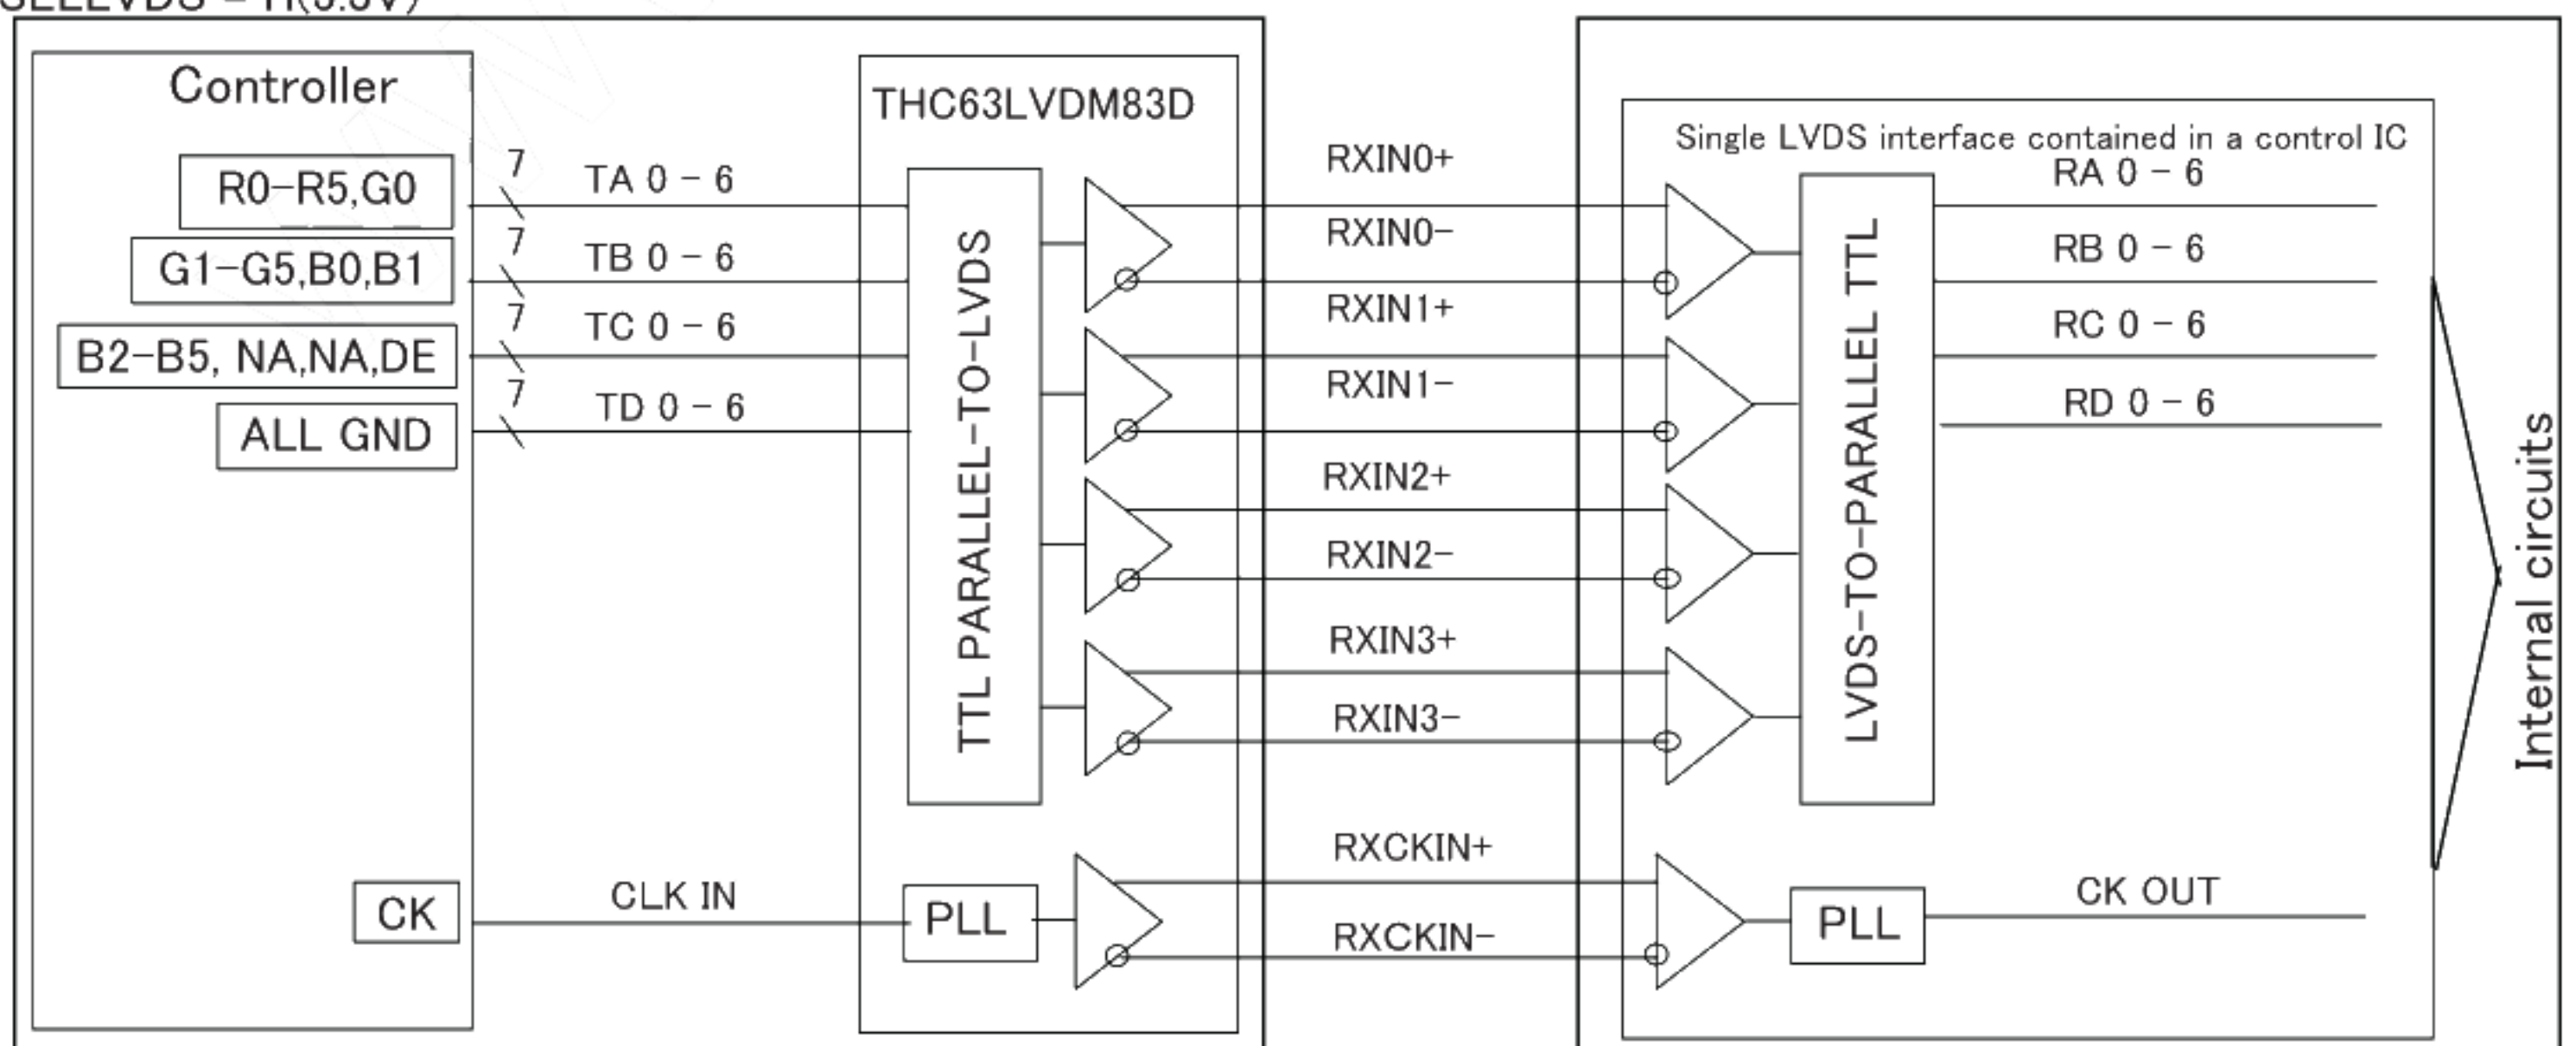 Controller
THC63LVDM83D
Single LVDS interface contained in a control IC
R0-R5,G0
7
TA 0 - 6
RXIN0+
RA 0 - 6
RXIN0-
G1-G5,B0,B1
7
TB 0 - 6
RB 0 - 6
RXIN1+
B2-B5, NA,NA,DE
7
TC 0 - 6
RC 0 - 6
RXIN1-
ALL GND
7
TD 0 - 6
RD 0 - 6
TTL PARALLEL-TO-LVDS
LVDS-TO-PARALLEL TTL
RXIN2+
RXIN2-
RXIN3+
RXIN3-
Internal circuits
RXCKIN+
CK
CLK IN
PLL
RXCKIN-
PLL
CK OUT